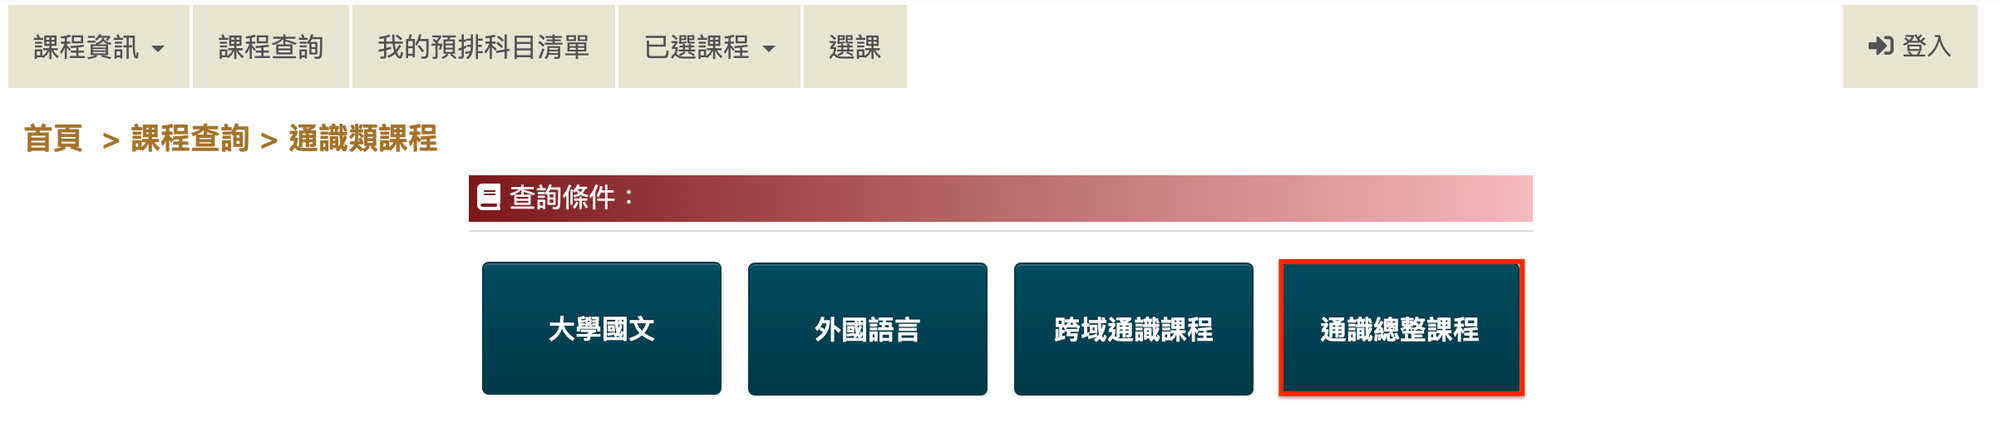 課程資訊 課程查詢 我的預排科目清單 已選課程 選課 登入
首頁 > 課程查詢 > 通識類課程
查詢條件：
大學國文 外國語言 跨域通識課程 通識總整課程